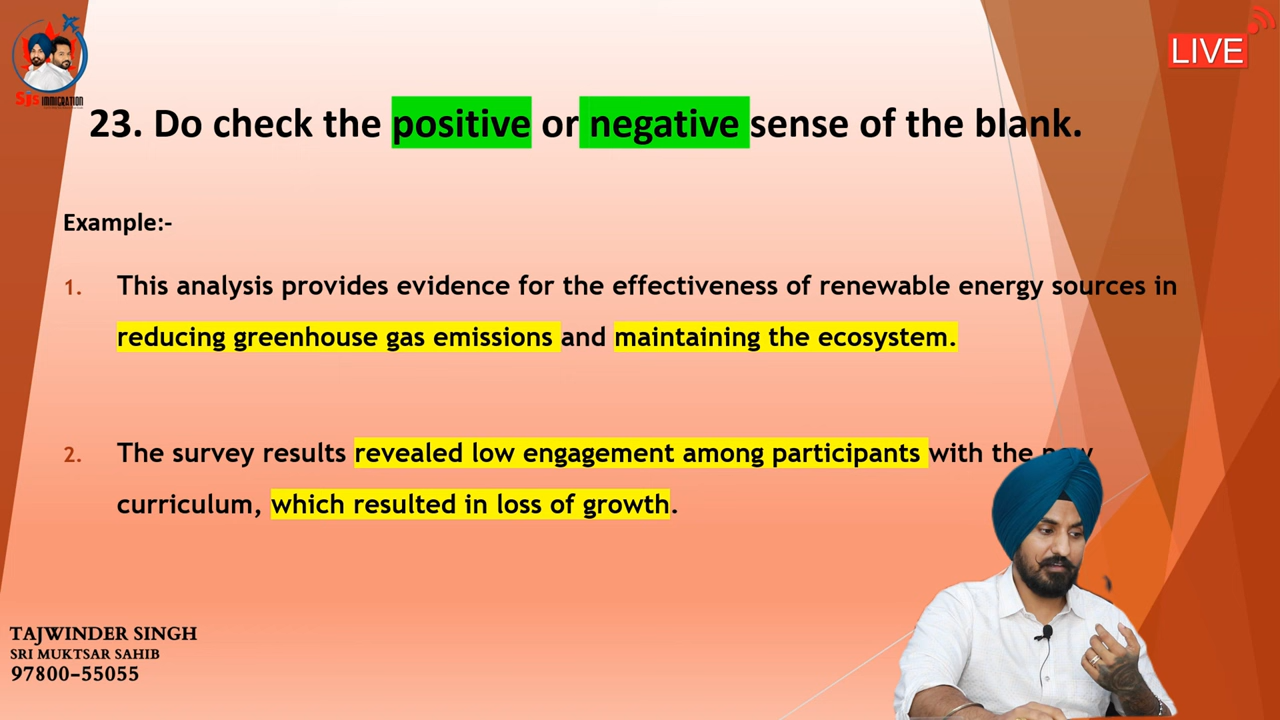 LIVE
SJS IMMIGRATION
23. Do check the positive or negative sense of the blank.
Example:-
1. This analysis provides evidence for the effectiveness of renewable energy sources in
reducing greenhouse gas emissions and maintaining the ecosystem.
2. The survey results revealed low engagement among participants with the new
curriculum, which resulted in loss of growth.
TAJWINDER SINGH
SRI MUKTSAR SAHIB
97800-55055